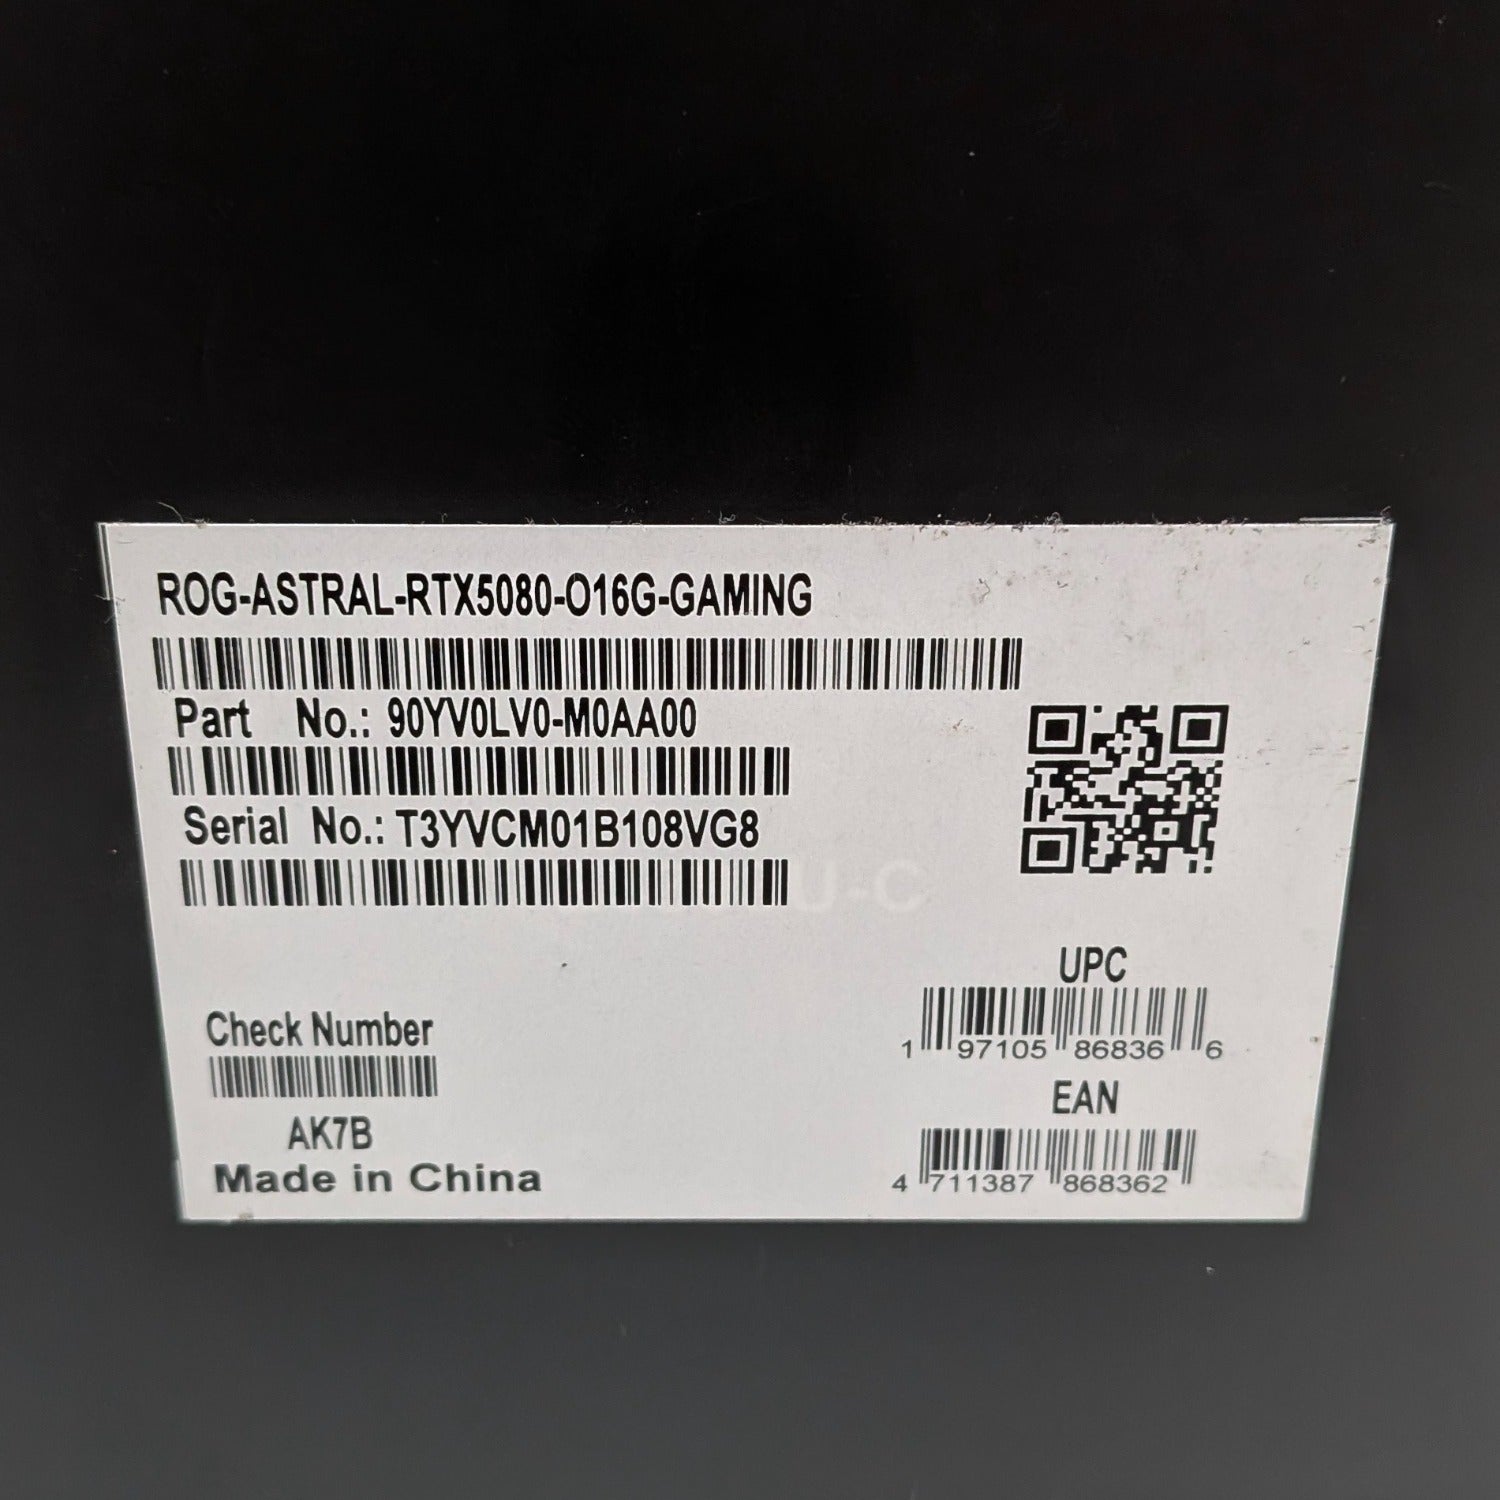 ROG-ASTRAL-RTX5080-O16G-GAMING
Part No.: 90YV0LV0-M0AA00
Serial No.: T3YVCM01B108VG8
U-C
UPC
1 97105 86836 6
Check Number
AK7B
EAN
4 711387 868362
Made in China